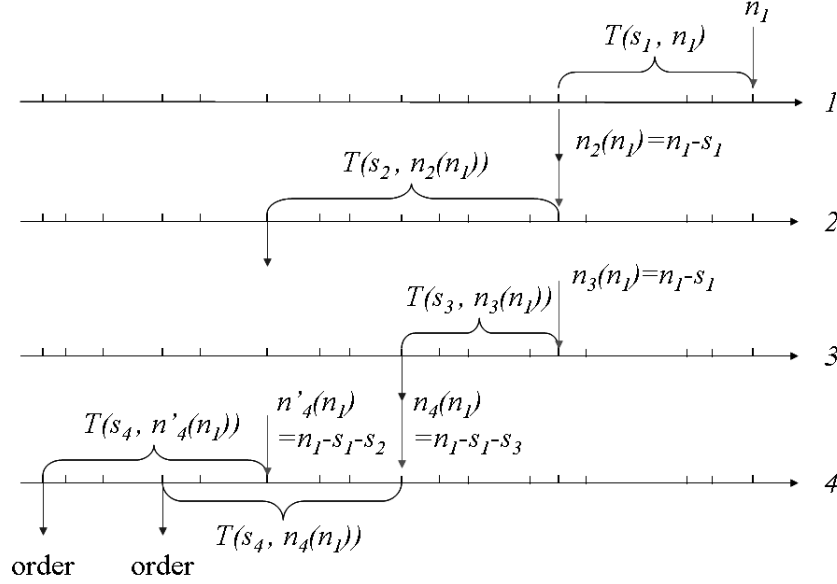 n1
T(s1, n1)
1
n2(n1)=n1-s1
T(s2, n2(n1))
2
n3(n1)=n1-s1
T(s3, n3(n1))
3
n'4(n1)
=n1-s1-s2
n4(n1)
=n1-s1-s3
T(s4, n'4(n1))
4
T(s4, n4(n1))
order
order